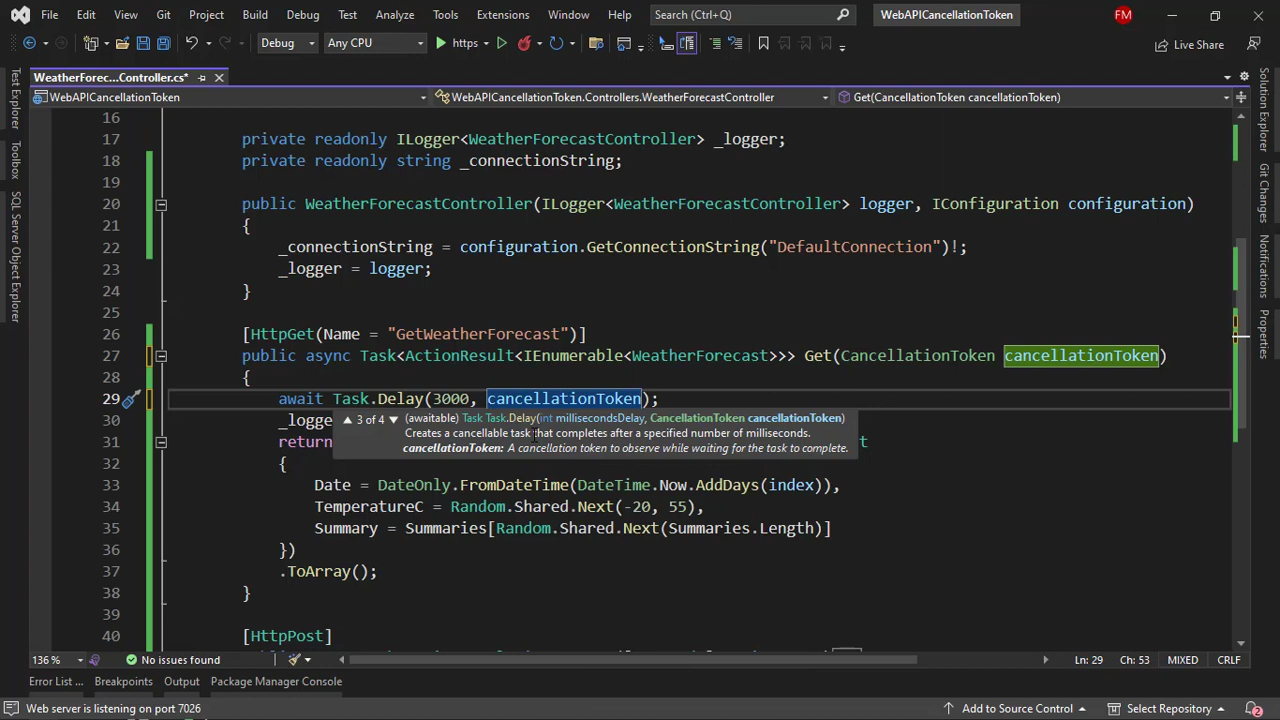 File Edit View Git Project Build Debug Test Analyze Tools Extensions Window Help Search (Ctrl+Q) WebAPICancellationToken FM
Debug Any CPU https Live Share
WeatherForec...Controller.cs*
WebAPICancellationToken WebAPICancellationToken.Controllers.WeatherForecastController Get(CancellationToken cancellationToken)
Test Explorer
Toolbox
SQL Server Object Explorer
16
17 private readonly ILogger<WeatherForecastController> _logger;
18 private readonly string _connectionString;
19
20 public WeatherForecastController(ILogger<WeatherForecastController> logger, IConfiguration configuration)
21 {
22 _connectionString = configuration.GetConnectionString("DefaultConnection")!;
23 _logger = logger;
24 }
25
26 [HttpGet(Name = "GetWeatherForecast")]
27 public async Task<ActionResult<IEnumerable<WeatherForecast>>> Get(CancellationToken cancellationToken)
28 {
29 await Task.Delay(3000, cancellationToken);
3 of 4 (awaitable) Task Task.Delay(int millisecondsDelay, CancellationToken cancellationToken)
Creates a cancellable task that completes after a specified number of milliseconds.
cancellationToken: A cancellation token to observe while waiting for the task to complete.
30 _logge
31 return t
32 {
33 Date = DateOnly.FromDateTime(DateTime.Now.AddDays(index)),
34 TemperatureC = Random.Shared.Next(-20, 55),
35 Summary = Summaries[Random.Shared.Next(Summaries.Length)]
36 })
37 .ToArray();
38 }
39
40 [HttpPost]
Solution Explorer
Git Changes
Notifications
Properties
136 % No issues found Ln: 29 Ch: 53 MIXED CRLF
Error List ... Breakpoints Output Package Manager Console
Web server is listening on port 7026 Add to Source Control Select Repository 2